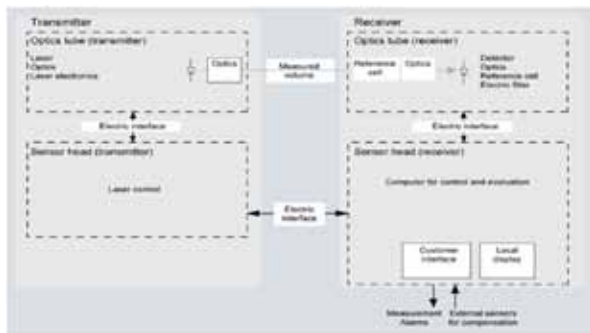 Transmitter
Optics tube (transmitter)
Laser
Optics
Laser electronics
Optics
Measured
volume
Receiver
Optics tube (receiver)
Reference
cell
Optics
Detector
Optics
Reference cell
Electric filter
Electric interface
Electric interface
Sensor head (transmitter)
Laser control
Electric
interface
Sensor head (receiver)
Computer for control and evaluation
Customer
interface
Local
display
Measurement
Alarms
External sensors
for compensation